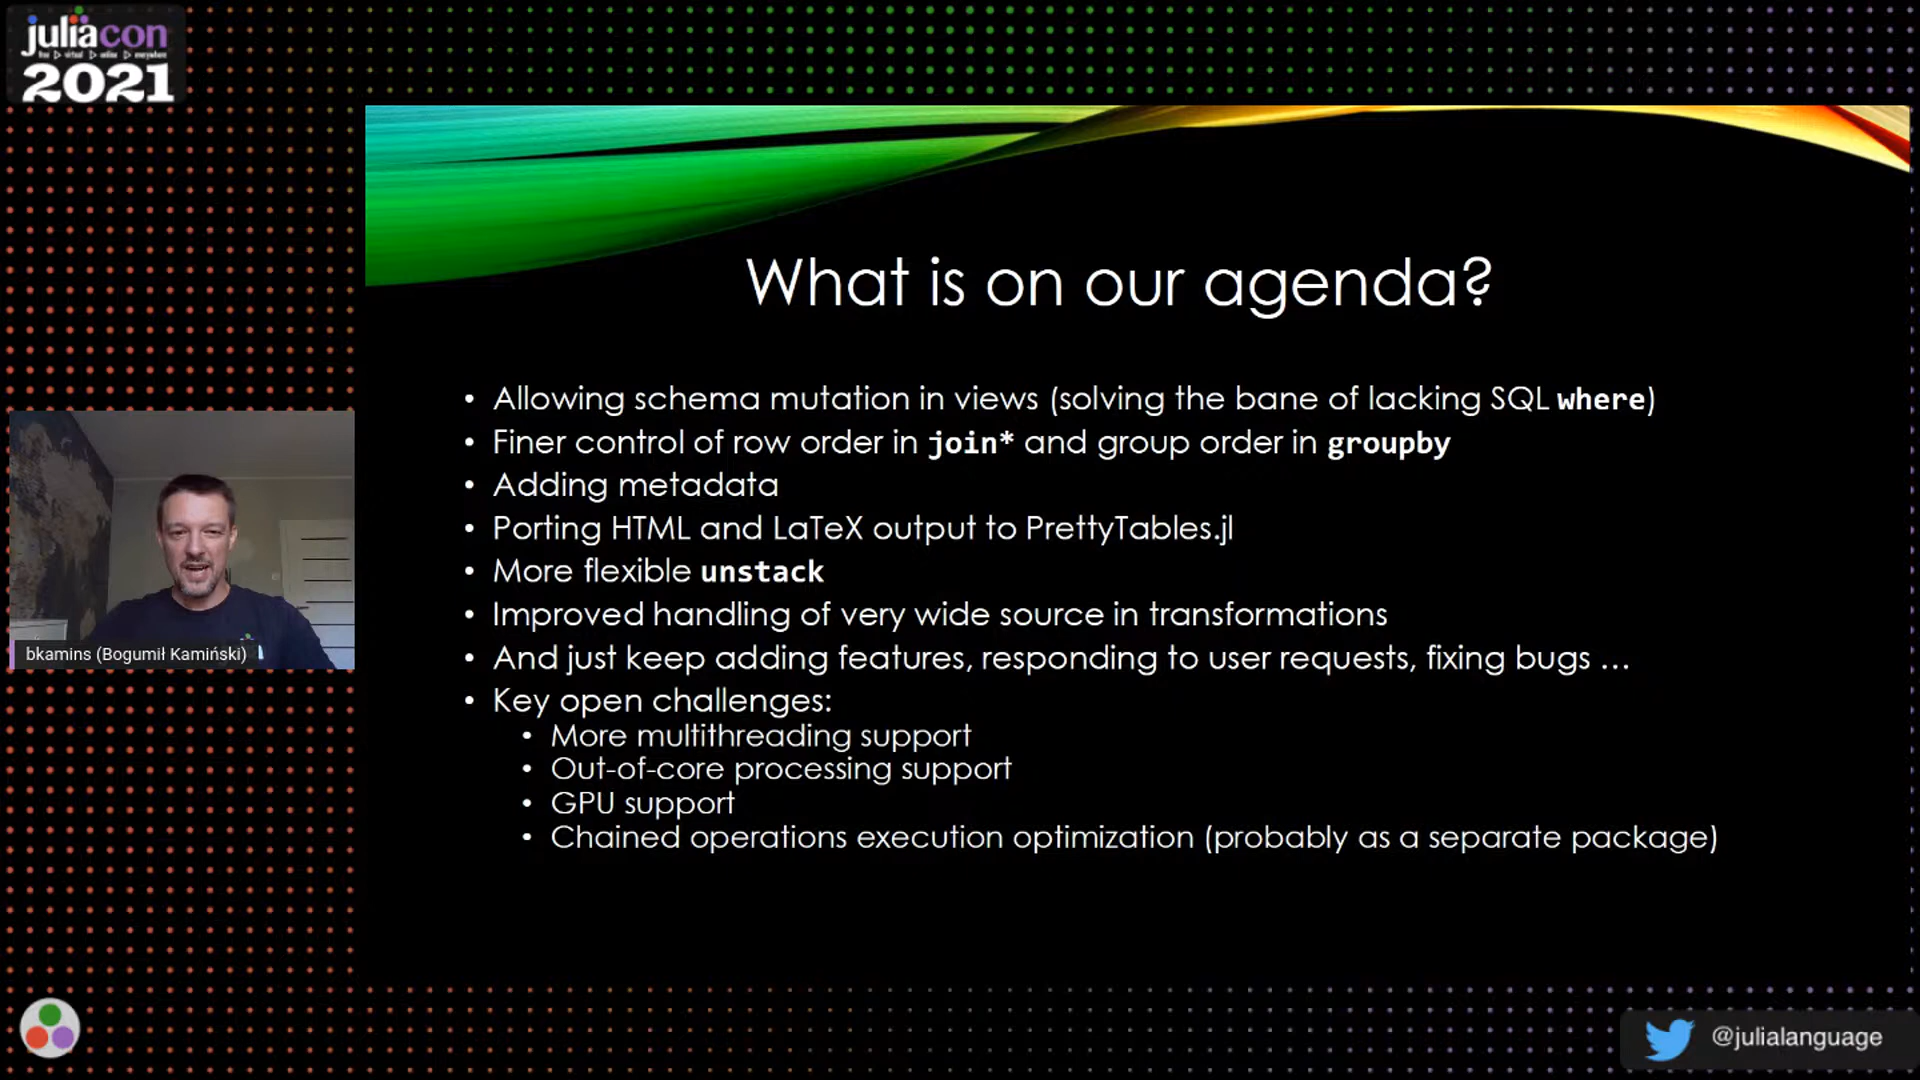 juliacon
2021
What is on our agenda?
• Allowing schema mutation in views (solving the bane of lacking SQL where)
• Finer control of row order in join* and group order in groupby
• Adding metadata
• Porting HTML and LaTeX output to PrettyTables.jl
• More flexible unstack
• Improved handling of very wide source in transformations
• And just keep adding features, responding to user requests, fixing bugs ...
• Key open challenges:
• More multithreading support
• Out-of-core processing support
• GPU support
• Chained operations execution optimization (probably as a separate package)
bkamins (Bogumił Kamiński)
@julialanguage